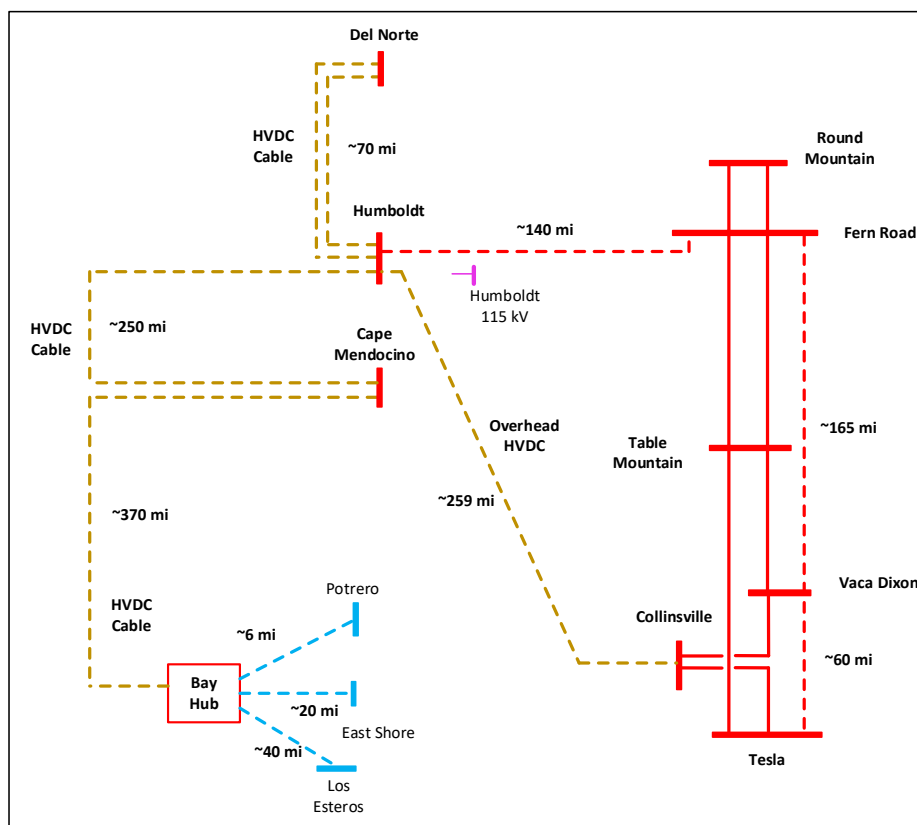 Del Norte
HVDC
Cable
~70 mi
Round
Mountain
Humboldt
~140 mi
Fern Road
Humboldt
115 kV
~250 mi
HVDC
Cable
Cape
Mendocino
Overhead
HVDC
~165 mi
Table
Mountain
~259 mi
~370 mi
Vaca Dixon
Potrero
HVDC
Cable
Collinsville
~6 mi
~60 mi
Bay
Hub
~20 mi
East Shore
~40 mi
Tesla
Los
Esteros